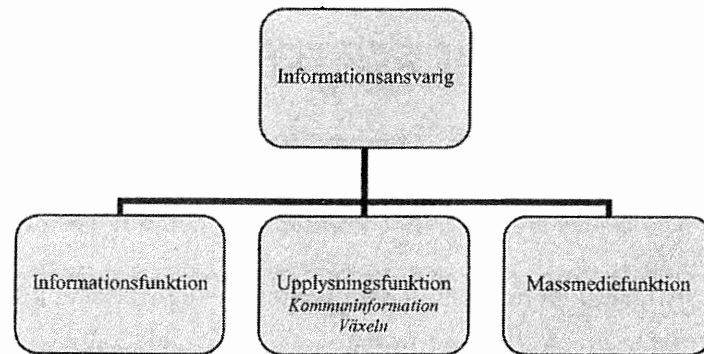 Informationsansvarig
Informationsfunktion
Upplysningsfunktion
Kommuninformation
Växeln
Massmediefunktion